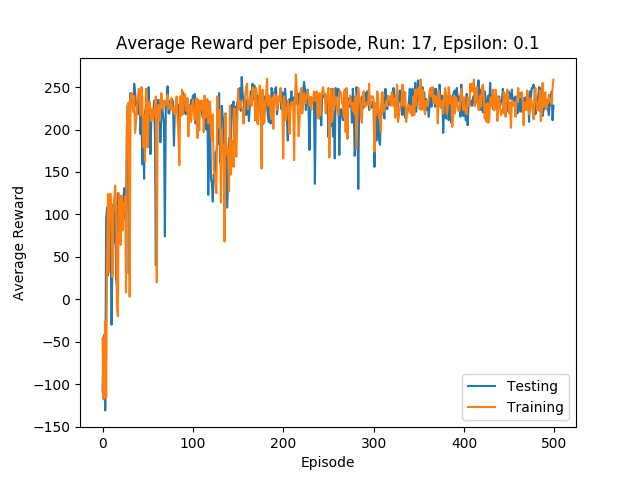 Average Reward per Episode, Run: 17, Epsilon: 0.1
Average Reward
250
200
150
100
50
0
−50
−100
−150
0 100 200 300 400 500
Episode
Testing
Training